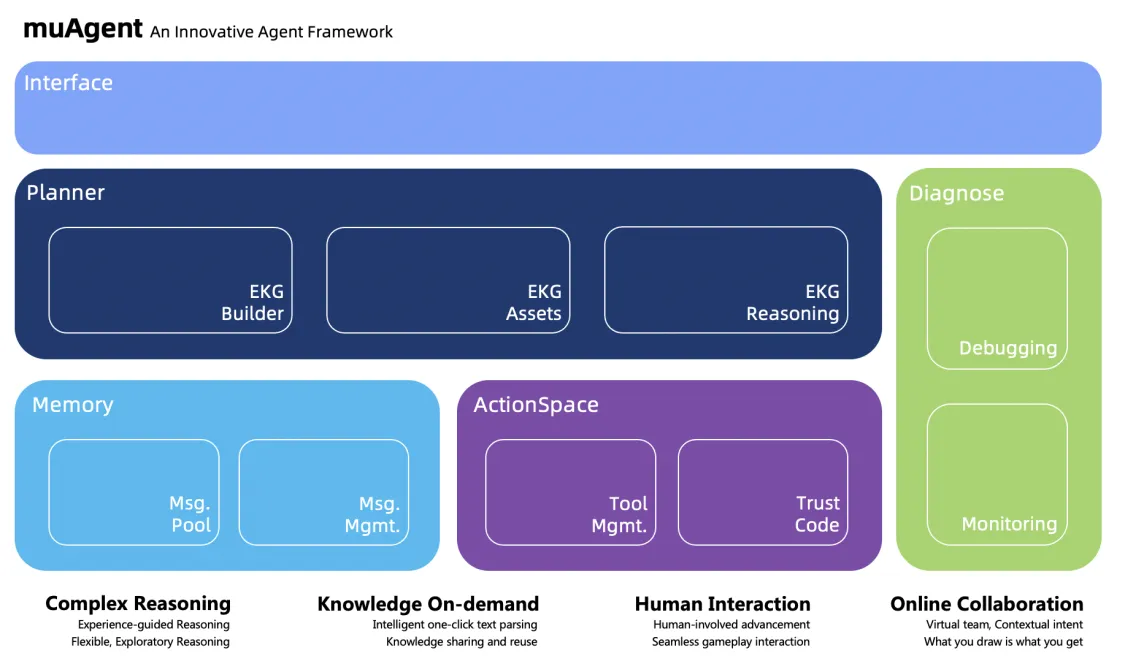 muAgent An Innovative Agent Framework
Interface
Planner
EKG
Builder
EKG
Assets
EKG
Reasoning
Diagnose
Debugging
Monitoring
Memory
Msg.
Pool
Msg.
Mgmt.
ActionSpace
Tool
Mgmt.
Trust
Code
Complex Reasoning
Experience-guided Reasoning
Flexible, Exploratory Reasoning
Knowledge On-demand
Intelligent one-click text parsing
Knowledge sharing and reuse
Human Interaction
Human-involved advancement
Seamless gameplay interaction
Online Collaboration
Virtual team, Contextual intent
What you draw is what you get